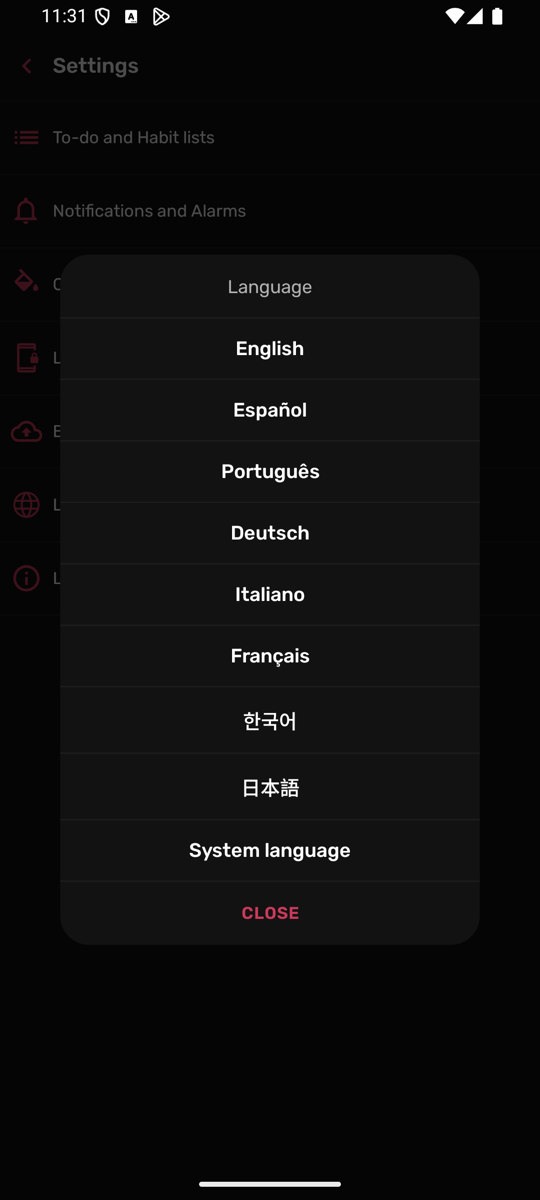 11:31
Settings
To-do and Habit lists
Notifications and Alarms
Language
English
Español
Português
Deutsch
Italiano
Français
한국어
日本語
System language
CLOSE